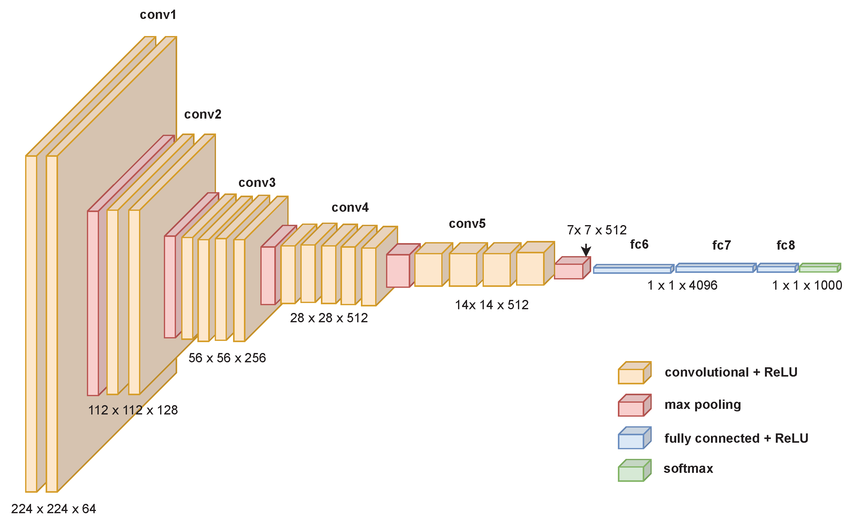 conv1
conv2
conv3
conv4
conv5
7x 7 x 512
fc6
fc7
fc8
1 x 1 x 4096
1 x 1 x 1000
14x 14 x 512
28 x 28 x 512
56 x 56 x 256
112 x 112 x 128
224 x 224 x 64
convolutional + ReLU
max pooling
fully connected + ReLU
softmax